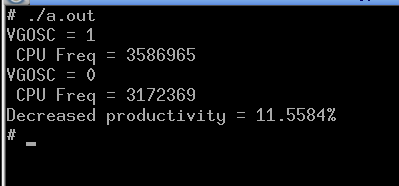 # ./a.out
VGOSC = 1
CPU Freq = 3586965
VGOSC = 0
CPU Freq = 3172369
Decreased productivity = 11.5584%
# _